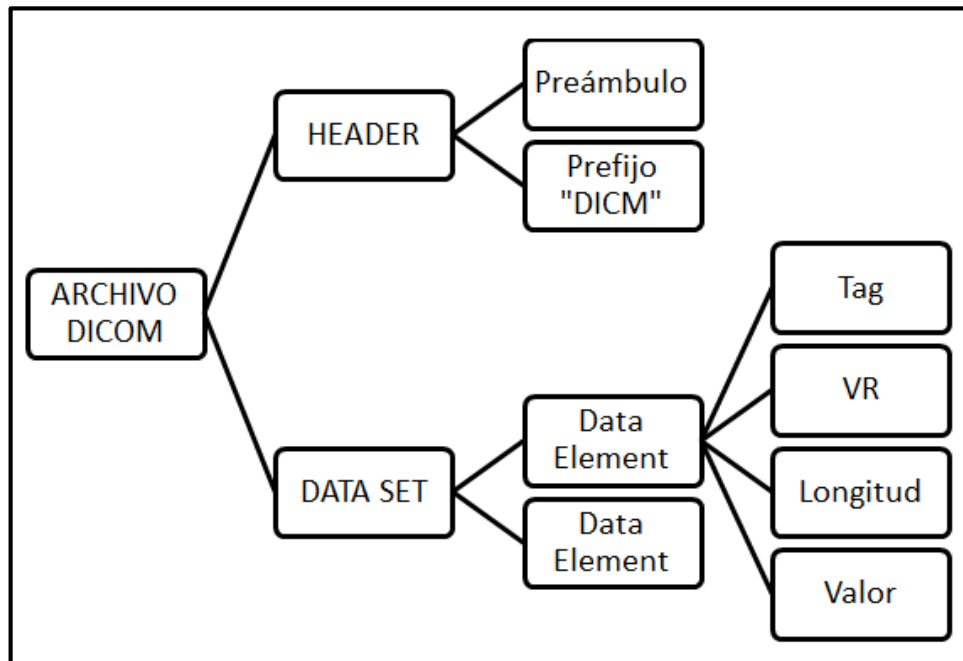 ARCHIVO
DICOM
HEADER
Preámbulo
Prefijo
"DICM"
DATA SET
Data
Element
Tag
VR
Longitud
Valor
Data
Element